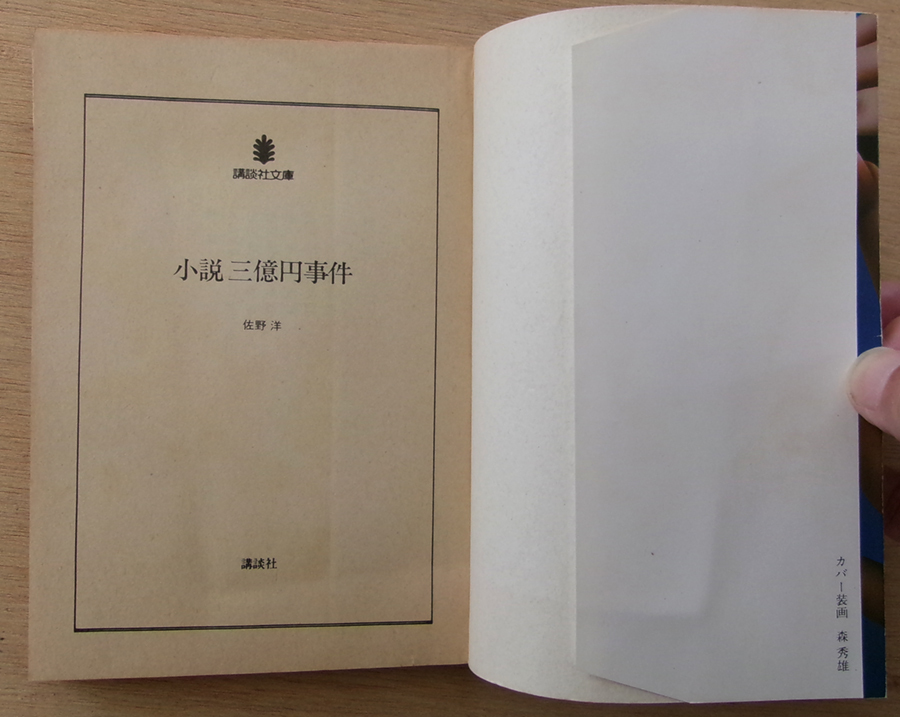 講談社文庫
小説 三億円事件
佐野 洋
講談社
カバー装画 森 秀雄